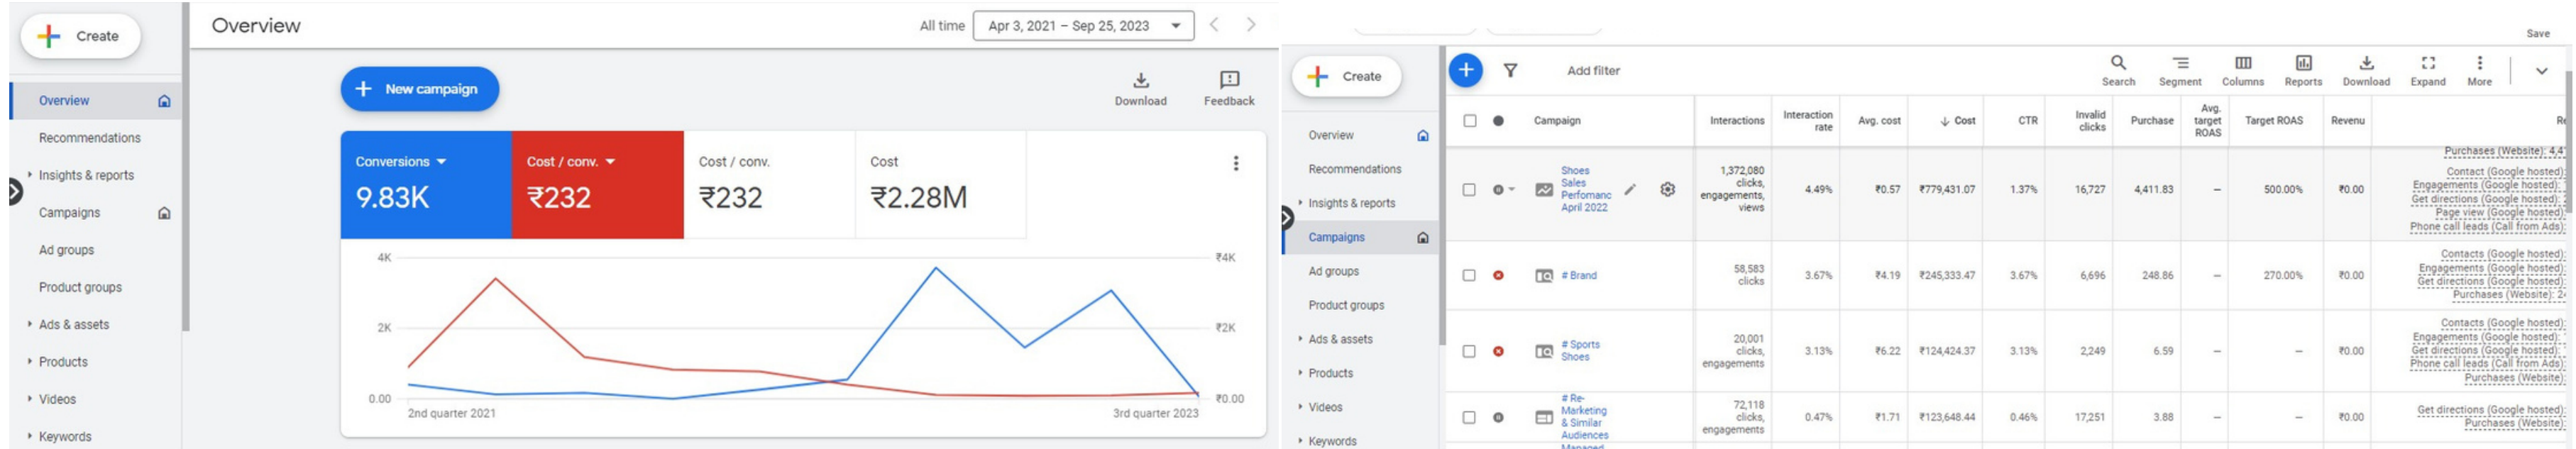 Create
Overview
Recommendations
Insights & reports
Campaigns
Ad groups
Product groups
Ads & assets
Products
Videos
Keywords
Overview
All time
Apr 3, 2021 – Sep 25, 2023
New campaign
Download
Feedback
Conversions
9.83K
Cost / conv.
₹232
Cost / conv.
₹232
Cost
₹2.28M
4K
₹4K
2K
₹2K
0.00
₹0.00
2nd quarter 2021
3rd quarter 2023
Create
Overview
Recommendations
Insights & reports
Campaigns
Ad groups
Product groups
Ads & assets
Products
Videos
Keywords
Save
Add filter
Search
Segment
Columns
Reports
Download
Expand
More
Campaign
Interactions
Interaction
rate
Avg. cost
Cost
CTR
Invalid
clicks
Purchase
Avg.
target
ROAS
Target ROAS
Revenu
Re
Shoes
Sales
Perfomanc
April 2022
1,372,080
clicks,
engagements,
views
4.49%
₹0.57
₹779,431.07
1.37%
16,727
4,411.83
–
500.00%
₹0.00
Purchases (Website): 4,4
Contact (Google hosted):
Engagements (Google hosted):
Get directions (Google hosted):
Page view (Google hosted):
Phone call leads (Call from Ads):
# Brand
58,583
clicks
3.67%
₹4.19
₹245,333.47
3.67%
6,696
248.86
–
270.00%
₹0.00
Contacts (Google hosted):
Engagements (Google hosted):
Get directions (Google hosted):
Purchases (Website): 2
# Sports
Shoes
20,001
clicks,
engagements
3.13%
₹6.22
₹124,424.37
3.13%
2,249
6.59
–
–
₹0.00
Contacts (Google hosted):
Engagements (Google hosted):
Get directions (Google hosted):
Phone call leads (Call from Ads):
Purchases (Website):
# Re-
Marketing
& Similar
Audiences
Managed
72,118
clicks,
engagements
0.47%
₹1.71
₹123,648.44
0.46%
17,251
3.88
–
–
₹0.00
Get directions (Google hosted):
Purchases (Website):